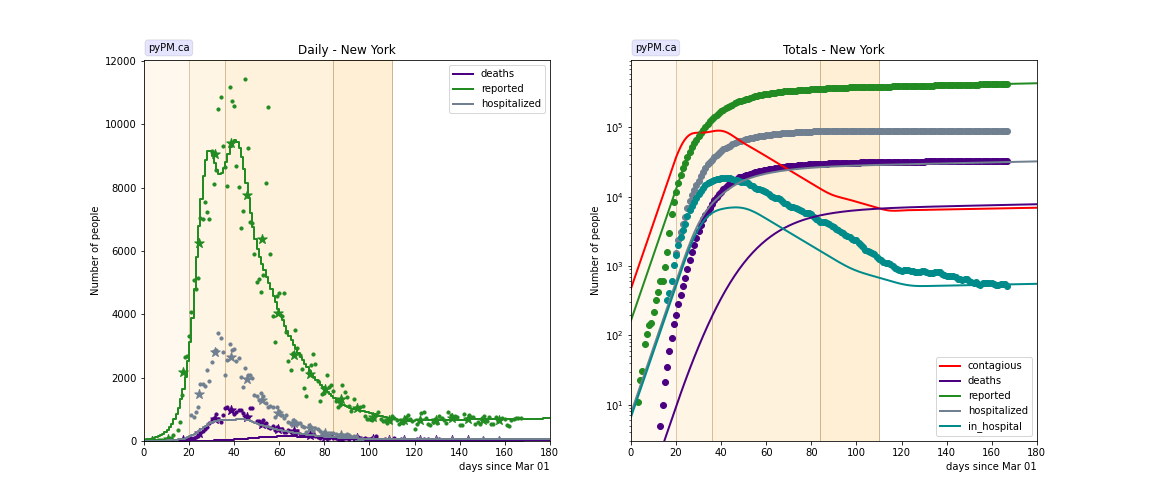 pyPM.ca
Daily - New York
Number of people
12000
10000
8000
6000
4000
2000
0
0 20 40 60 80 100 120 140 160 180
days since Mar 01
deaths
reported
hospitalized
pyPM.ca
Totals - New York
Number of people
10^5
10^4
10^3
10^2
10^1
0 20 40 60 80 100 120 140 160 180
days since Mar 01
contagious
deaths
reported
hospitalized
in_hospital